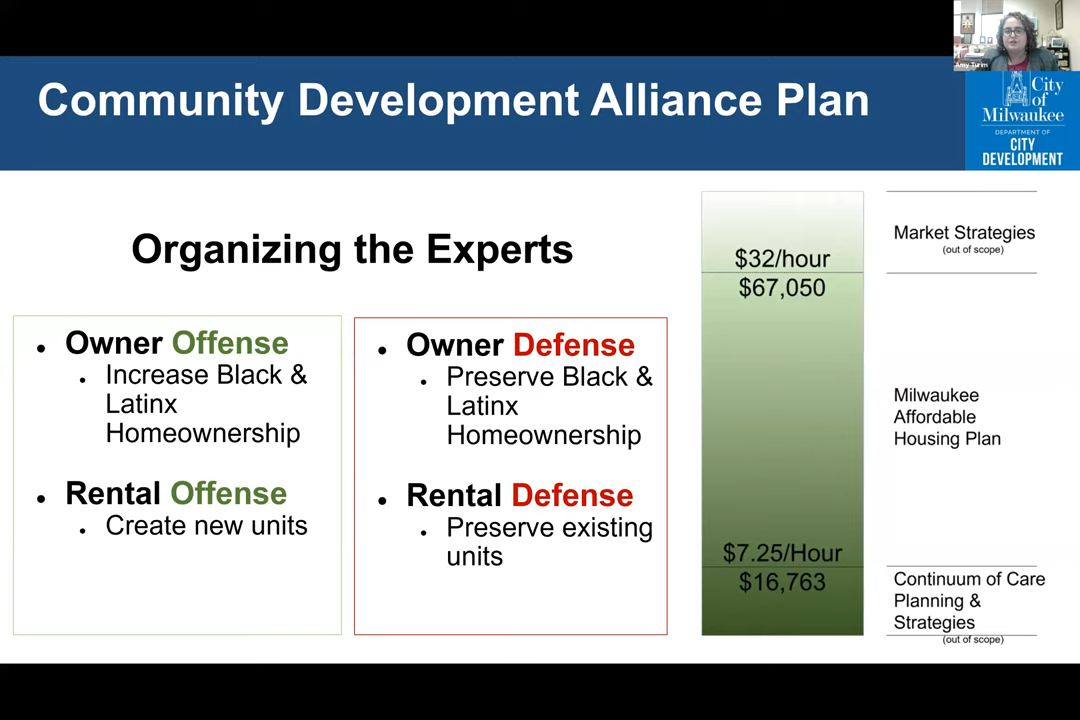 Amy Turim
Community Development Alliance Plan
City
of
Milwaukee
DEPARTMENT OF
CITY
DEVELOPMENT
Organizing the Experts
• Owner Offense
• Increase Black &
Latinx
Homeownership
• Rental Offense
• Create new units
• Owner Defense
• Preserve Black &
Latinx
Homeownership
• Rental Defense
• Preserve existing
units
$32/hour
$67,050
$7.25/Hour
$16,763
Market Strategies
(out of scope)
Milwaukee
Affordable
Housing Plan
Continuum of Care
Planning &
Strategies
(out of scope)